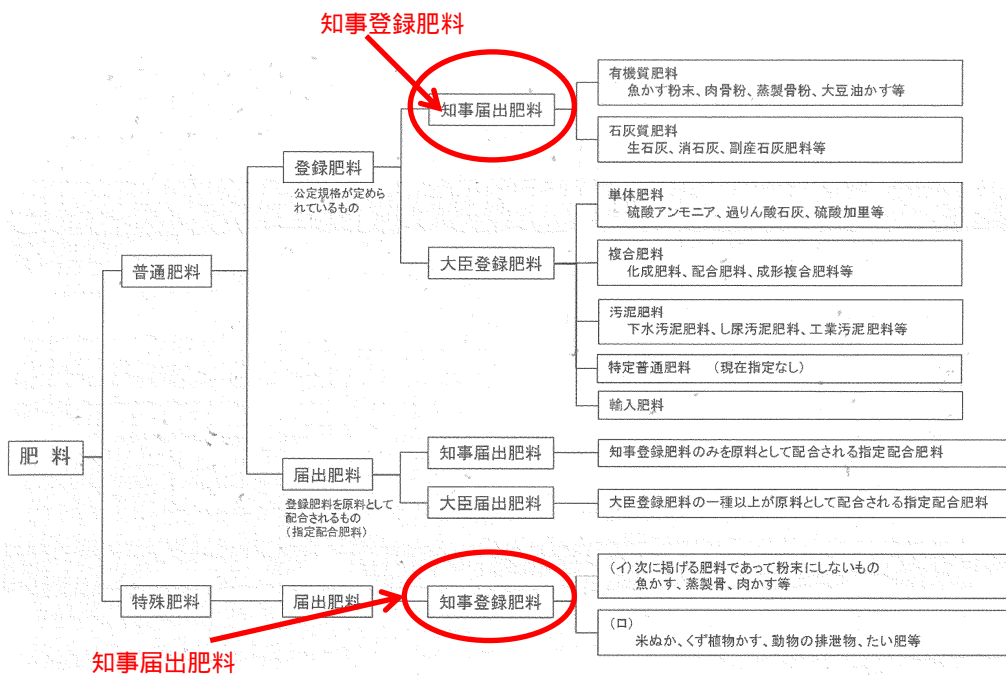 知事登録肥料
知事届出肥料
有機質肥料
魚かす粉末、肉骨粉、蒸製骨粉、大豆油かす等
石灰質肥料
生石灰、消石灰、副産石灰肥料等
登録肥料
公定規格が定めら
れているもの
単体肥料
硫酸アンモニア、過りん酸石灰、硫酸加里等
大臣登録肥料
複合肥料
化成肥料、配合肥料、成形複合肥料等
普通肥料
汚泥肥料
下水汚泥肥料、し尿汚泥肥料、工業汚泥肥料等
特定普通肥料 (現在指定なし)
輸入肥料
肥料
届出肥料
登録肥料を原料として
配合されるもの
(指定配合肥料)
知事届出肥料
知事登録肥料のみを原料として配合される指定配合肥料
大臣届出肥料
大臣登録肥料の一種以上が原料として配合される指定配合肥料
特殊肥料
届出肥料
知事登録肥料
(イ)次に掲げる肥料であって粉末にしないもの
魚かす、蒸製骨、肉かす等
(ロ)
米ぬか、くず植物かす、動物の排泄物、たい肥等
知事届出肥料